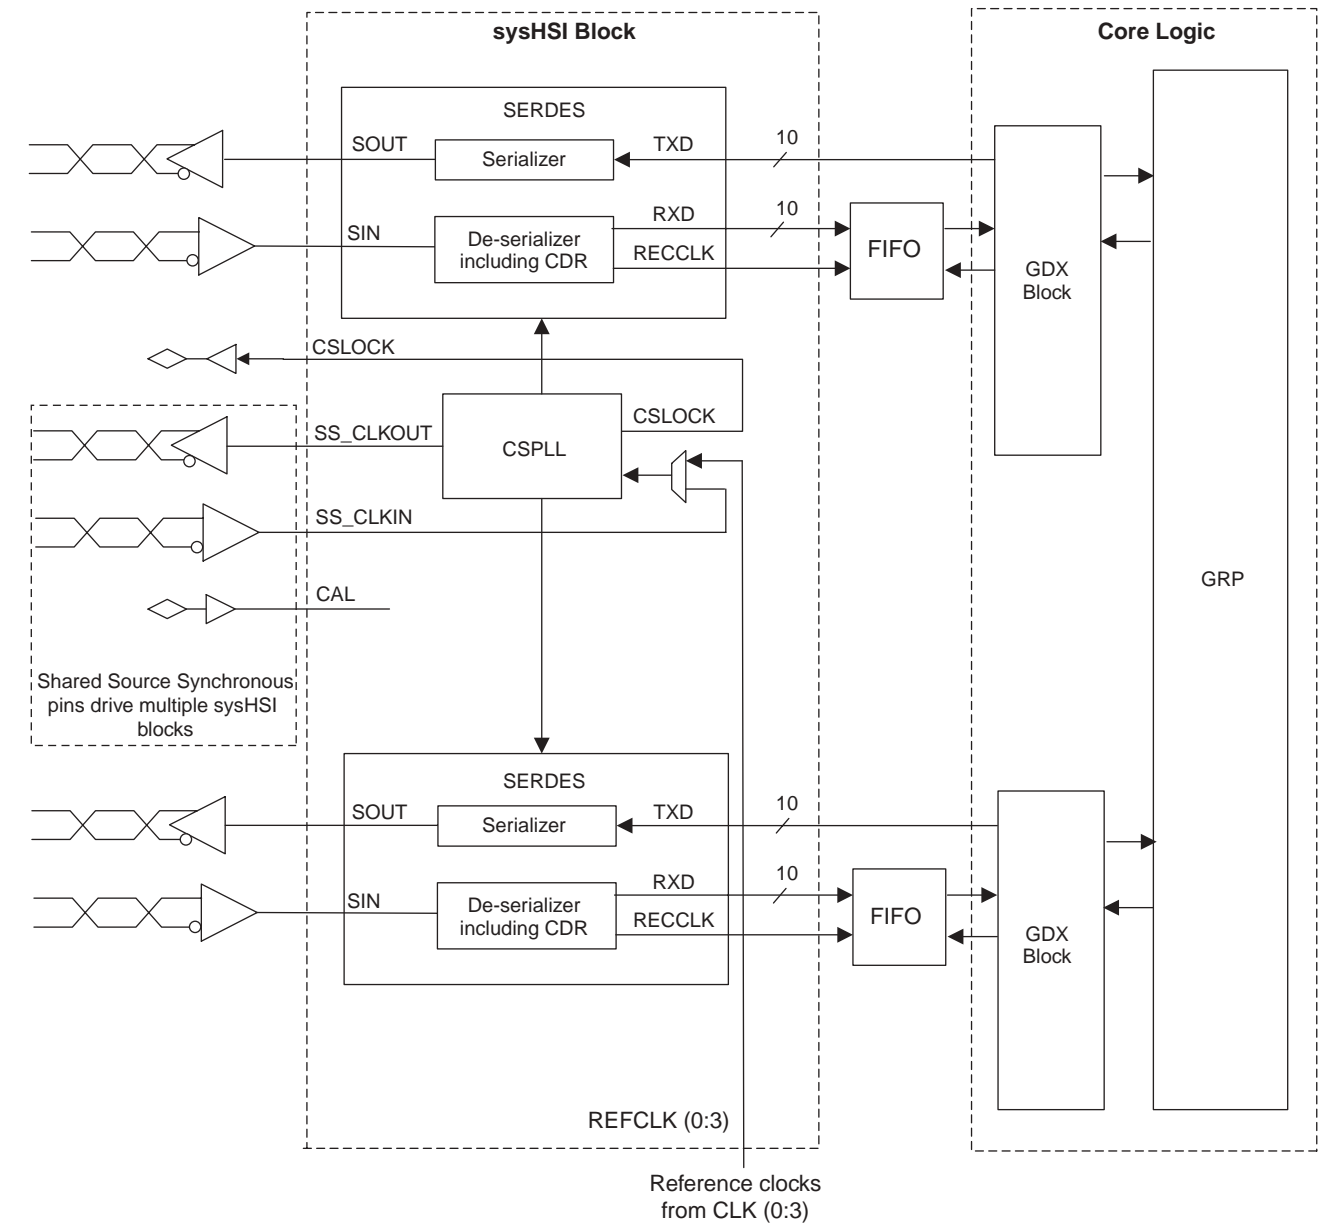 sysHSI Block
Core Logic
SERDES
SOUT
Serializer
TXD
10
SIN
De-serializer
including CDR
RXD
10
RECCLK
FIFO
GDX
Block
CSLOCK
SS_CLKOUT
CSPLL
CSLOCK
SS_CLKIN
CAL
GRP
Shared Source Synchronous
pins drive multiple sysHSI
blocks
SERDES
SOUT
Serializer
TXD
10
SIN
De-serializer
including CDR
RXD
10
RECCLK
FIFO
GDX
Block
REFCLK (0:3)
Reference clocks
from CLK (0:3)